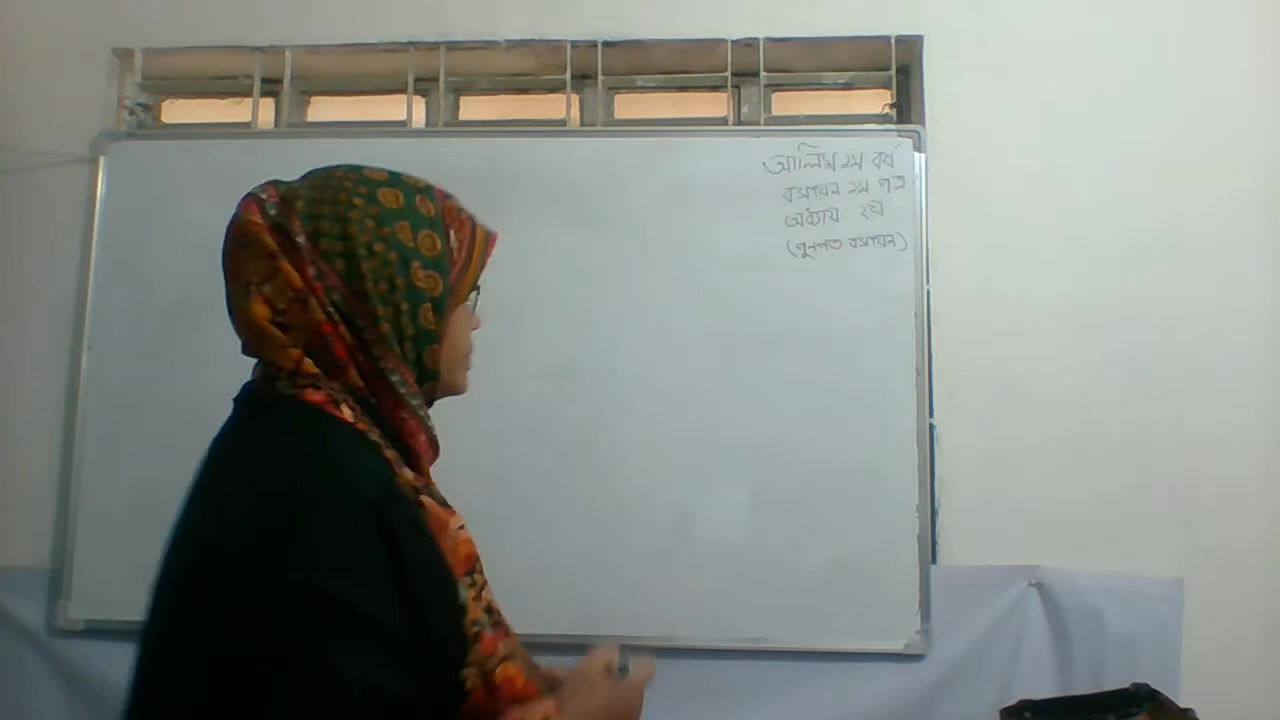 আলিম ১ম বর্ষ
রসায়ন ১ম পত্র
অধ্যায় : ২য়
(গুণগত রসায়ন)